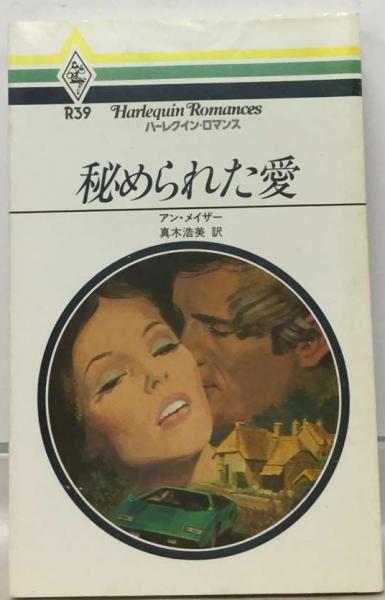 R39
Harlequin Romances
ハーレクイン・ロマンス
秘められた愛
アン・メイザー
真木浩美 訳